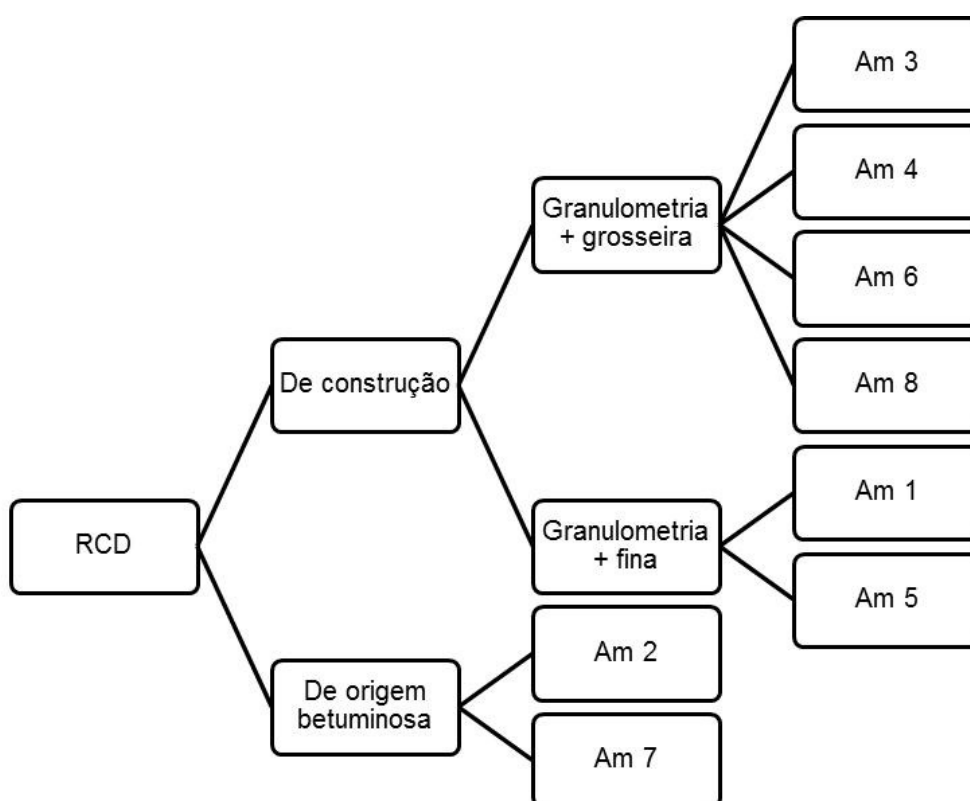 Am 3
Am 4
Granulometria
+ grosseira
Am 6
De construção
Am 8
Am 1
RCD
Granulometria
+ fina
Am 5
Am 2
De origem
betuminosa
Am 7